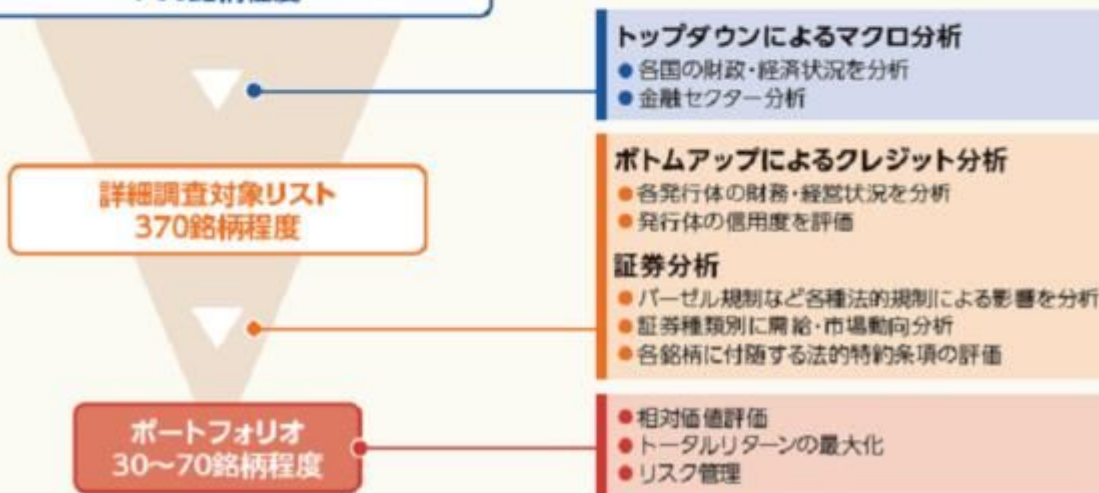 トップダウンによるマクロ分析
●各国の財政・経済状況を分析
●金融セクター分析
詳細調査対象リスト
370銘柄程度
ボトムアップによるクレジット分析
●各発行体の財務・経営状況を分析
●発行体の信用度を評価
証券分析
●バーゼル規制など各種法的規制による影響を分析
●証券種類別に需給・市場動向分析
●各銘柄に付随する法的特約条項の評価
ポートフォリオ
30〜70銘柄程度
●相対価値評価
●トータルリターンの最大化
●リスク管理